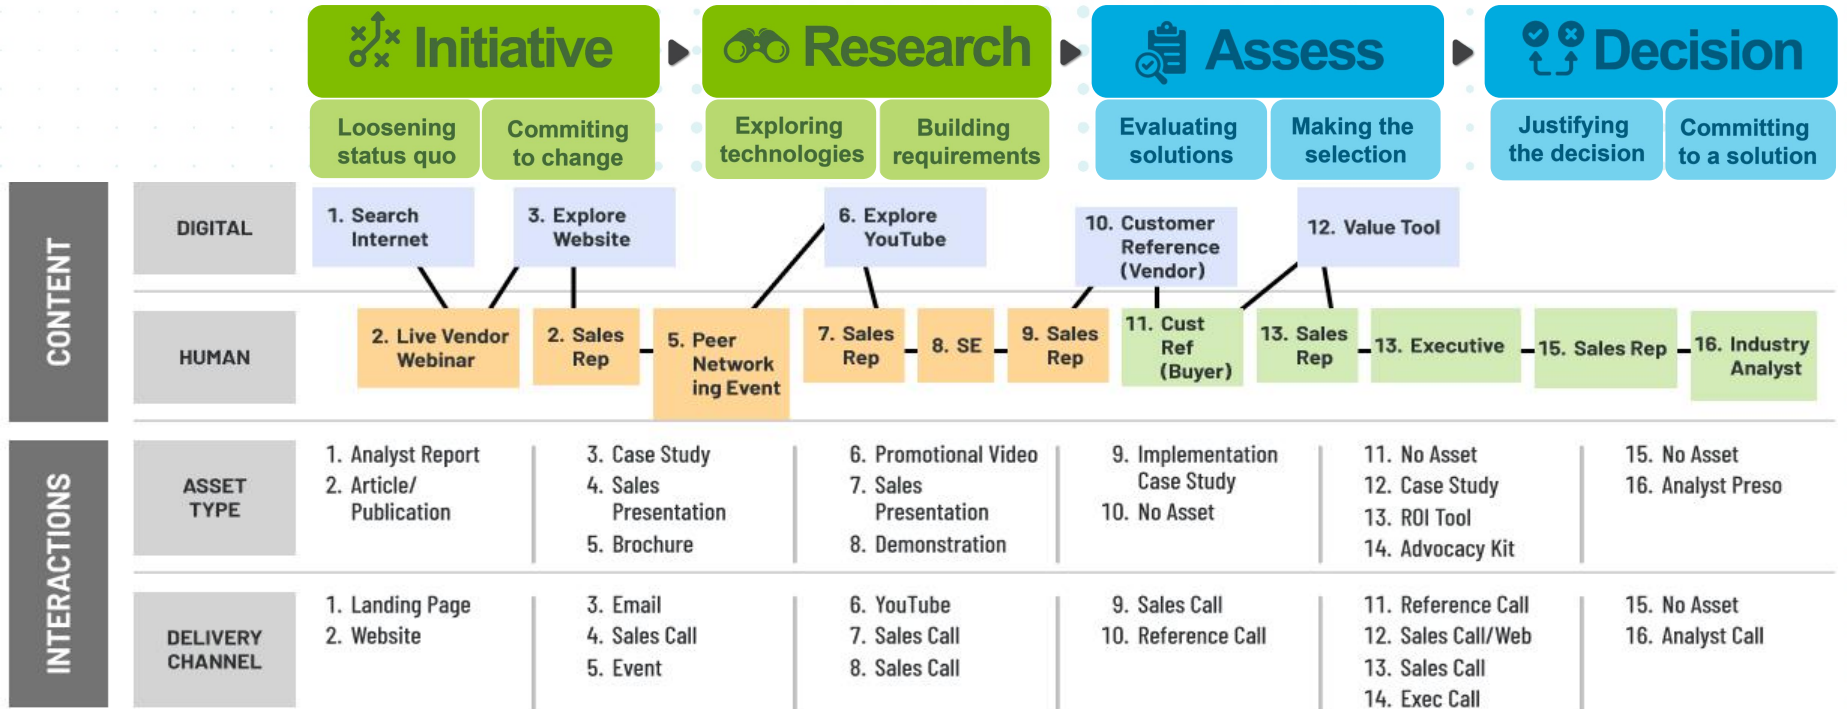 Initiative
Research
Assess
Decision
Loosening
status quo
Commiting
to change
Exploring
technologies
Building
requirements
Evaluating
solutions
Making the
selection
Justifying
the decision
Committing
to a solution
CONTENT
DIGITAL
1. Search
Internet
3. Explore
Website
6. Explore
YouTube
10. Customer
Reference
(Vendor)
12. Value Tool
HUMAN
2. Live Vendor
Webinar
2. Sales
Rep
5. Peer
Network
ing Event
7. Sales
Rep
8. SE
9. Sales
Rep
11. Cust
Ref
(Buyer)
13. Sales
Rep
13. Executive
15. Sales Rep
16. Industry
Analyst
INTERACTIONS
ASSET
TYPE
1. Analyst Report
2. Article/
Publication
3. Case Study
4. Sales
Presentation
5. Brochure
6. Promotional Video
7. Sales
Presentation
8. Demonstration
9. Implementation
Case Study
10. No Asset
11. No Asset
12. Case Study
13. ROI Tool
14. Advocacy Kit
15. No Asset
16. Analyst Preso
DELIVERY
CHANNEL
1. Landing Page
2. Website
3. Email
4. Sales Call
5. Event
6. YouTube
7. Sales Call
8. Sales Call
9. Sales Call
10. Reference Call
11. Reference Call
12. Sales Call/Web
13. Sales Call
14. Exec Call
15. No Asset
16. Analyst Call